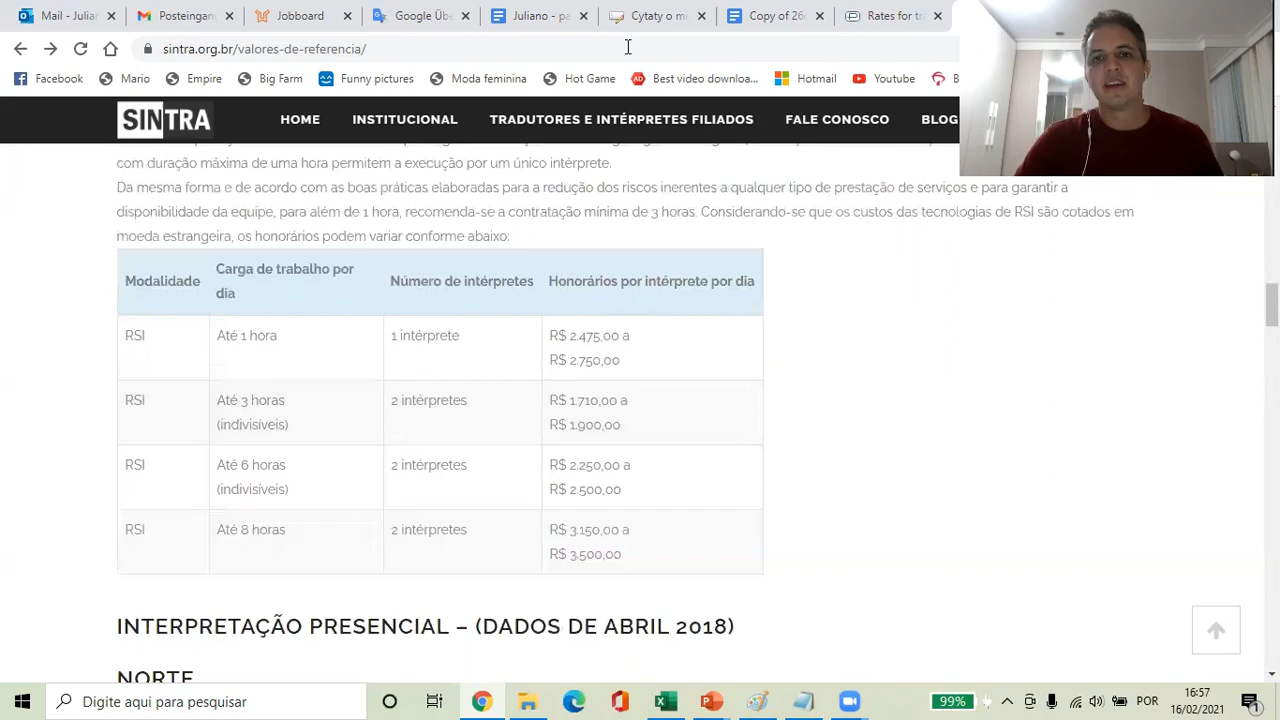 Mail - Sintegra
Jobboard
Google Übe
Juliano - pa
Cytaty o m
Copy of 26
Rates for tra
sintra.org.br/valores-de-referencia/
Facebook
Mario
Empire
Big Farm
Funny pictures
Moda feminina
Hot Game
Best video downloa...
Hotmail
Youtube
SINTRA
HOME
INSTITUCIONAL
TRADUTORES E INTÉRPRETES FILIADOS
FALE CONOSCO
BLOG
com duração máxima de uma hora permitem a execução por um único intérprete.
Da mesma forma e de acordo com as boas práticas elaboradas para a redução dos riscos inerentes a qualquer tipo de prestação de serviços e para garantir a
disponibilidade da equipe, para além de 1 hora, recomenda-se a contratação mínima de 3 horas. Considerando-se que os custos das tecnologias de RSI são cotados em
moeda estrangeira, os honorários podem variar conforme abaixo:
Modalidade
Carga de trabalho por
dia
Número de intérpretes
Honorários por intérprete por dia
RSI
Até 1 hora
1 intérprete
R$ 2.475,00 a
R$ 2.750,00
RSI
Até 3 horas
(indivisíveis)
2 intérpretes
R$ 1.710,00 a
R$ 1.900,00
RSI
Até 6 horas
(indivisíveis)
2 intérpretes
R$ 2.250,00 a
R$ 2.500,00
RSI
Até 8 horas
2 intérpretes
R$ 3.150,00 a
R$ 3.500,00
INTERPRETAÇÃO PRESENCIAL – (DADOS DE ABRIL 2018)
NORTE
Digite aqui para pesquisar
99%
POR
16:57
16/02/2021